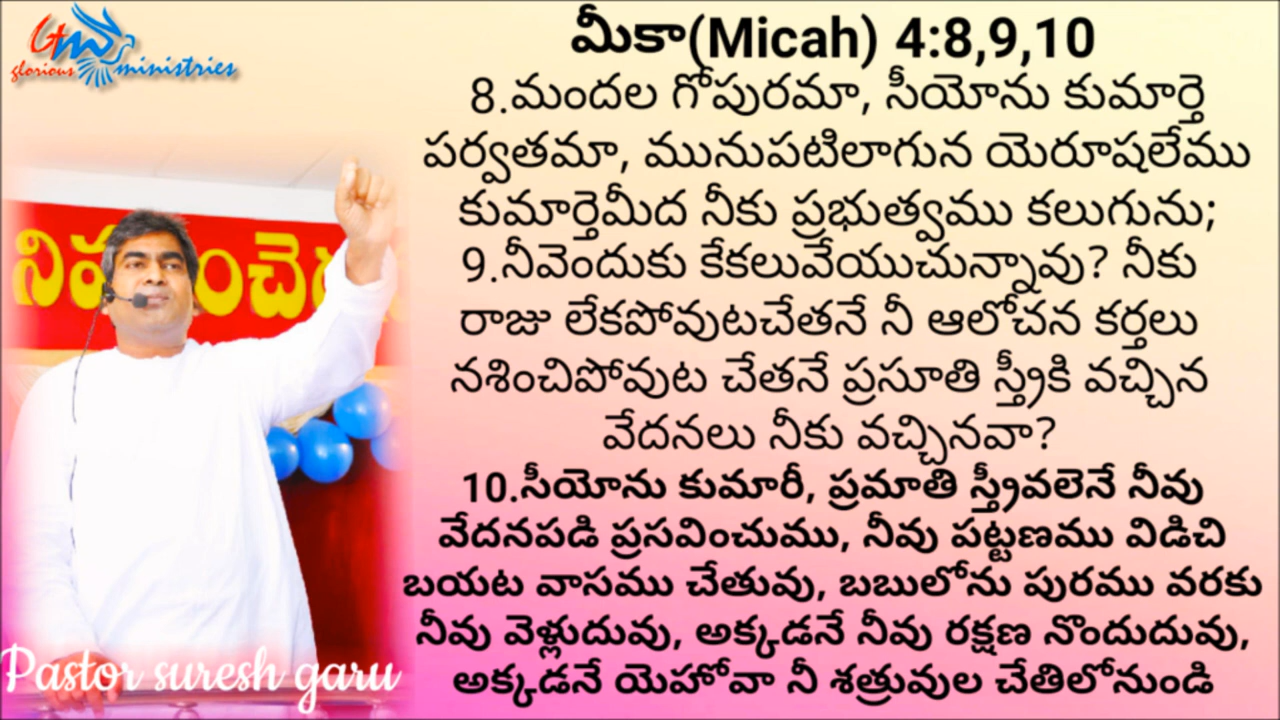 GM
glorious ministries
మీకా(Micah) 4:8,9,10
8.మందల గోపురమా, సీయోను కుమార్తె
పర్వతమా, మునుపటిలాగున యెరూషలేము
కుమార్తెమీద నీకు ప్రభుత్వము కలుగును;
9.నీవెందుకు కేకలువేయుచున్నావు? నీకు
రాజు లేకపోవుటచేతనే నీ ఆలోచన కర్తలు
నశించిపోవుట చేతనే ప్రసూతి స్త్రీకి వచ్చిన
వేదనలు నీకు వచ్చినవా?
10.సీయోను కుమారీ, ప్రమాతి స్త్రీవలెనే నీవు
వేదనపడి ప్రసవించుము, నీవు పట్టణము విడిచి
బయట వాసము చేతువు, బబులోను పురము వరకు
నీవు వెళ్లుదువు, అక్కడనే నీవు రక్షణ నొందుదువు,
అక్కడనే యెహోవా నీ శత్రువుల చేతిలోనుండి
Pastor suresh garu